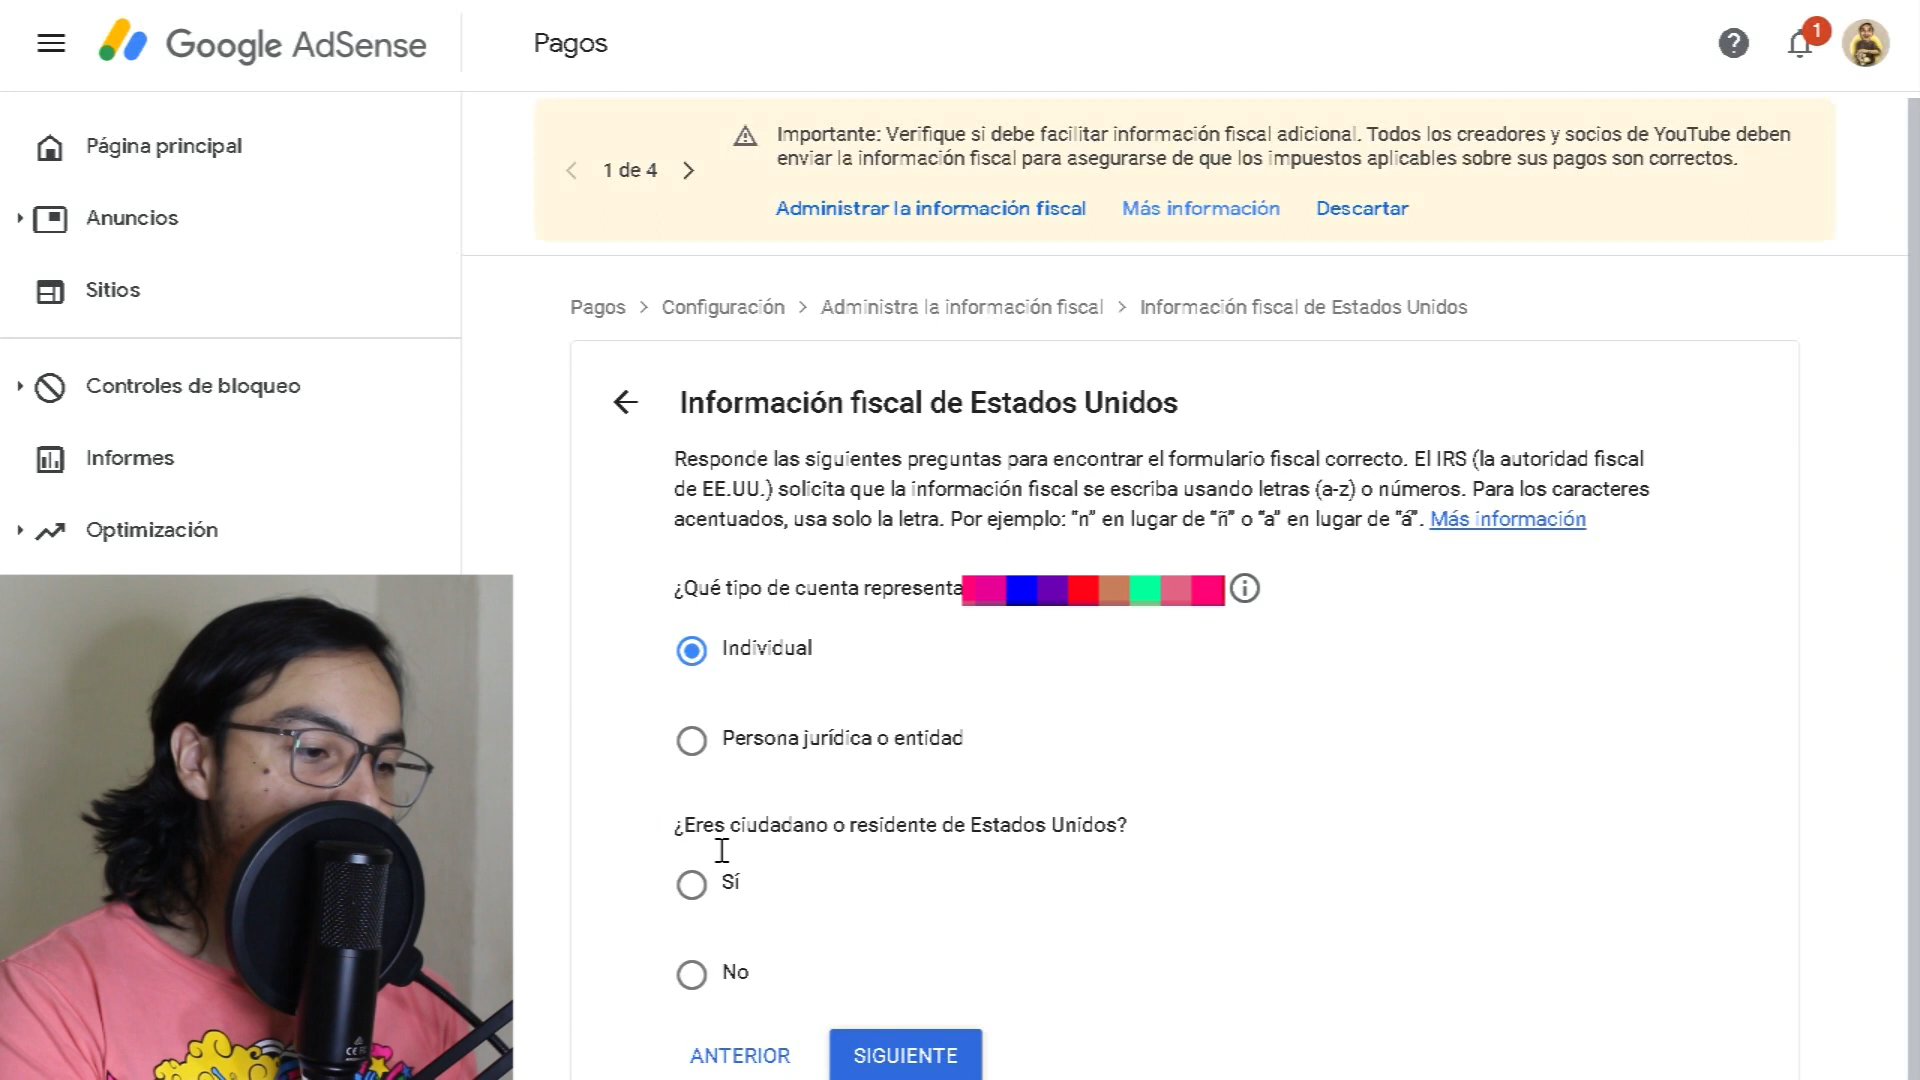 Google AdSense
Pagos
1
Página principal
Anuncios
Sitios
Controles de bloqueo
Informes
Optimización
1 de 4
Importante: Verifique si debe facilitar información fiscal adicional. Todos los creadores y socios de YouTube deben
enviar la información fiscal para asegurarse de que los impuestos aplicables sobre sus pagos son correctos.
Administrar la información fiscal
Más información
Descartar
Pagos > Configuración > Administra la información fiscal > Información fiscal de Estados Unidos
Información fiscal de Estados Unidos
Responde las siguientes preguntas para encontrar el formulario fiscal correcto. El IRS (la autoridad fiscal
de EE.UU.) solicita que la información fiscal se escriba usando letras (a-z) o números. Para los caracteres
acentuados, usa solo la letra. Por ejemplo: "n" en lugar de "ñ" o "a" en lugar de "á". Más información
¿Qué tipo de cuenta representa
Individual
Persona jurídica o entidad
¿Eres ciudadano o residente de Estados Unidos?
Sí
No
ANTERIOR
SIGUIENTE